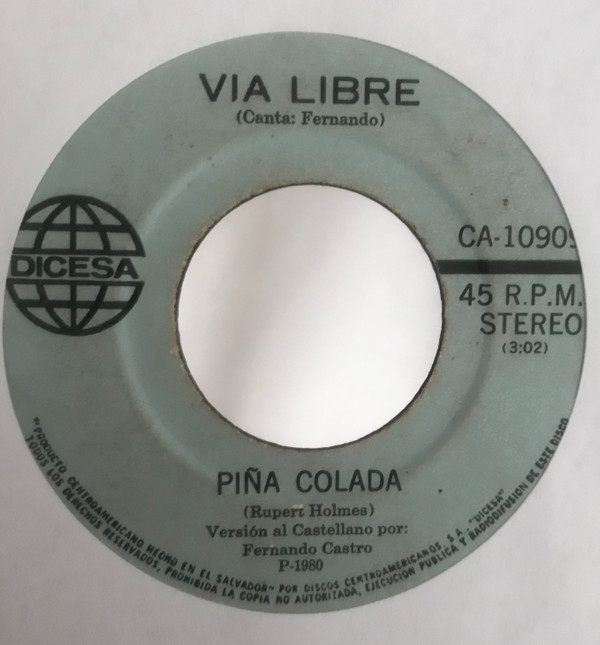 VIA LIBRE
(Canta: Fernando)
DICESA
CA-10909
45 R.P.M.
STEREO
(3:02)
PIÑA COLADA
(Rupert Holmes)
Versión al Castellano por:
Fernando Castro
P-1980
"PRODUCTO CENTROAMERICANO HECHO EN EL SALVADOR" POR DISCOS CENTROAMERICANOS, S.A., "DICESA"
TODOS LOS DERECHOS RESERVADOS, PROHIBIDA LA COPIA NO AUTORIZADA, EJECUCION PUBLICA Y RADIODIFUSION DE ESTE DISCO